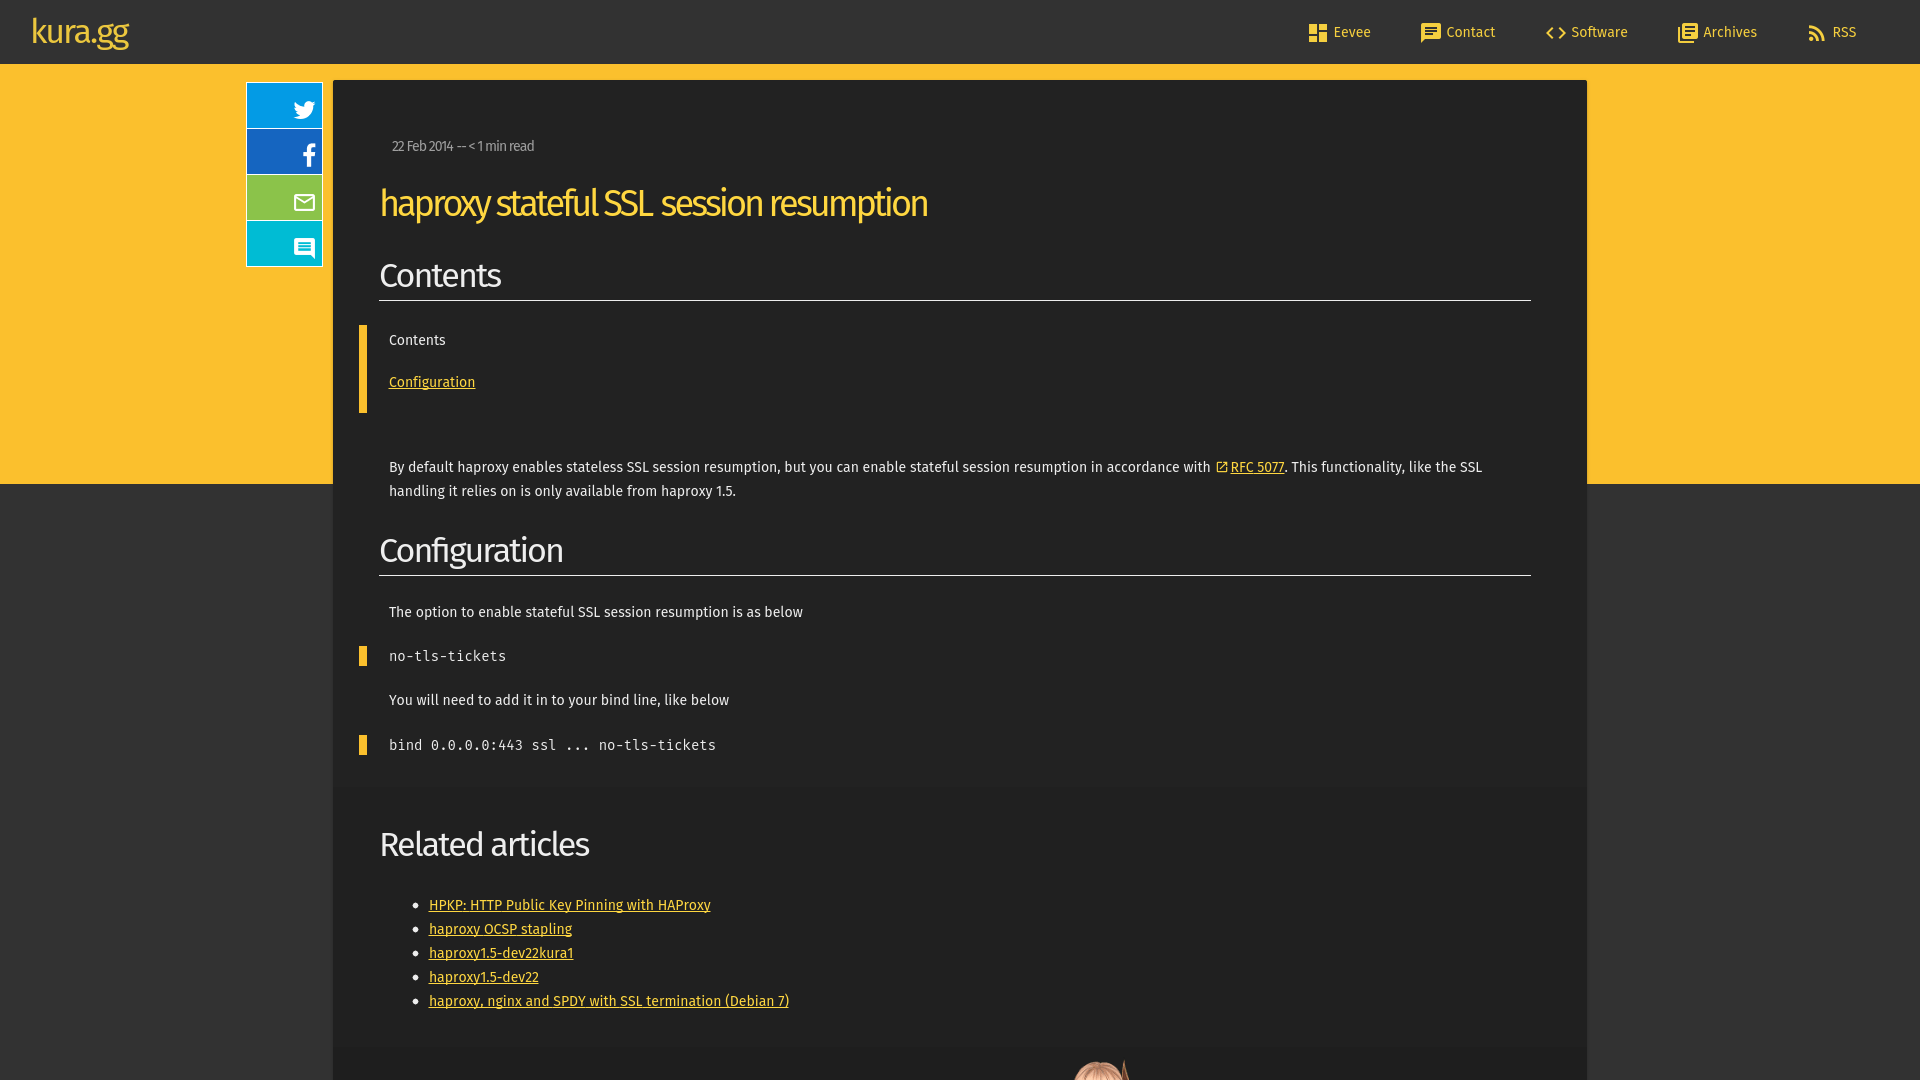 kura.gg
Eevee
Contact
Software
Archives
RSS
22 Feb 2014 -- < 1 min read
haproxy stateful SSL session resumption
Contents
Contents
Configuration
By default haproxy enables stateless SSL session resumption, but you can enable stateful session resumption in accordance with RFC 5077. This functionality, like the SSL
handling it relies on is only available from haproxy 1.5.
Configuration
The option to enable stateful SSL session resumption is as below
no-tls-tickets
You will need to add it in to your bind line, like below
bind 0.0.0.0:443 ssl ... no-tls-tickets
Related articles
HPKP: HTTP Public Key Pinning with HAProxy
haproxy OCSP stapling
haproxy1.5-dev22kura1
haproxy1.5-dev22
haproxy, nginx and SPDY with SSL termination (Debian 7)